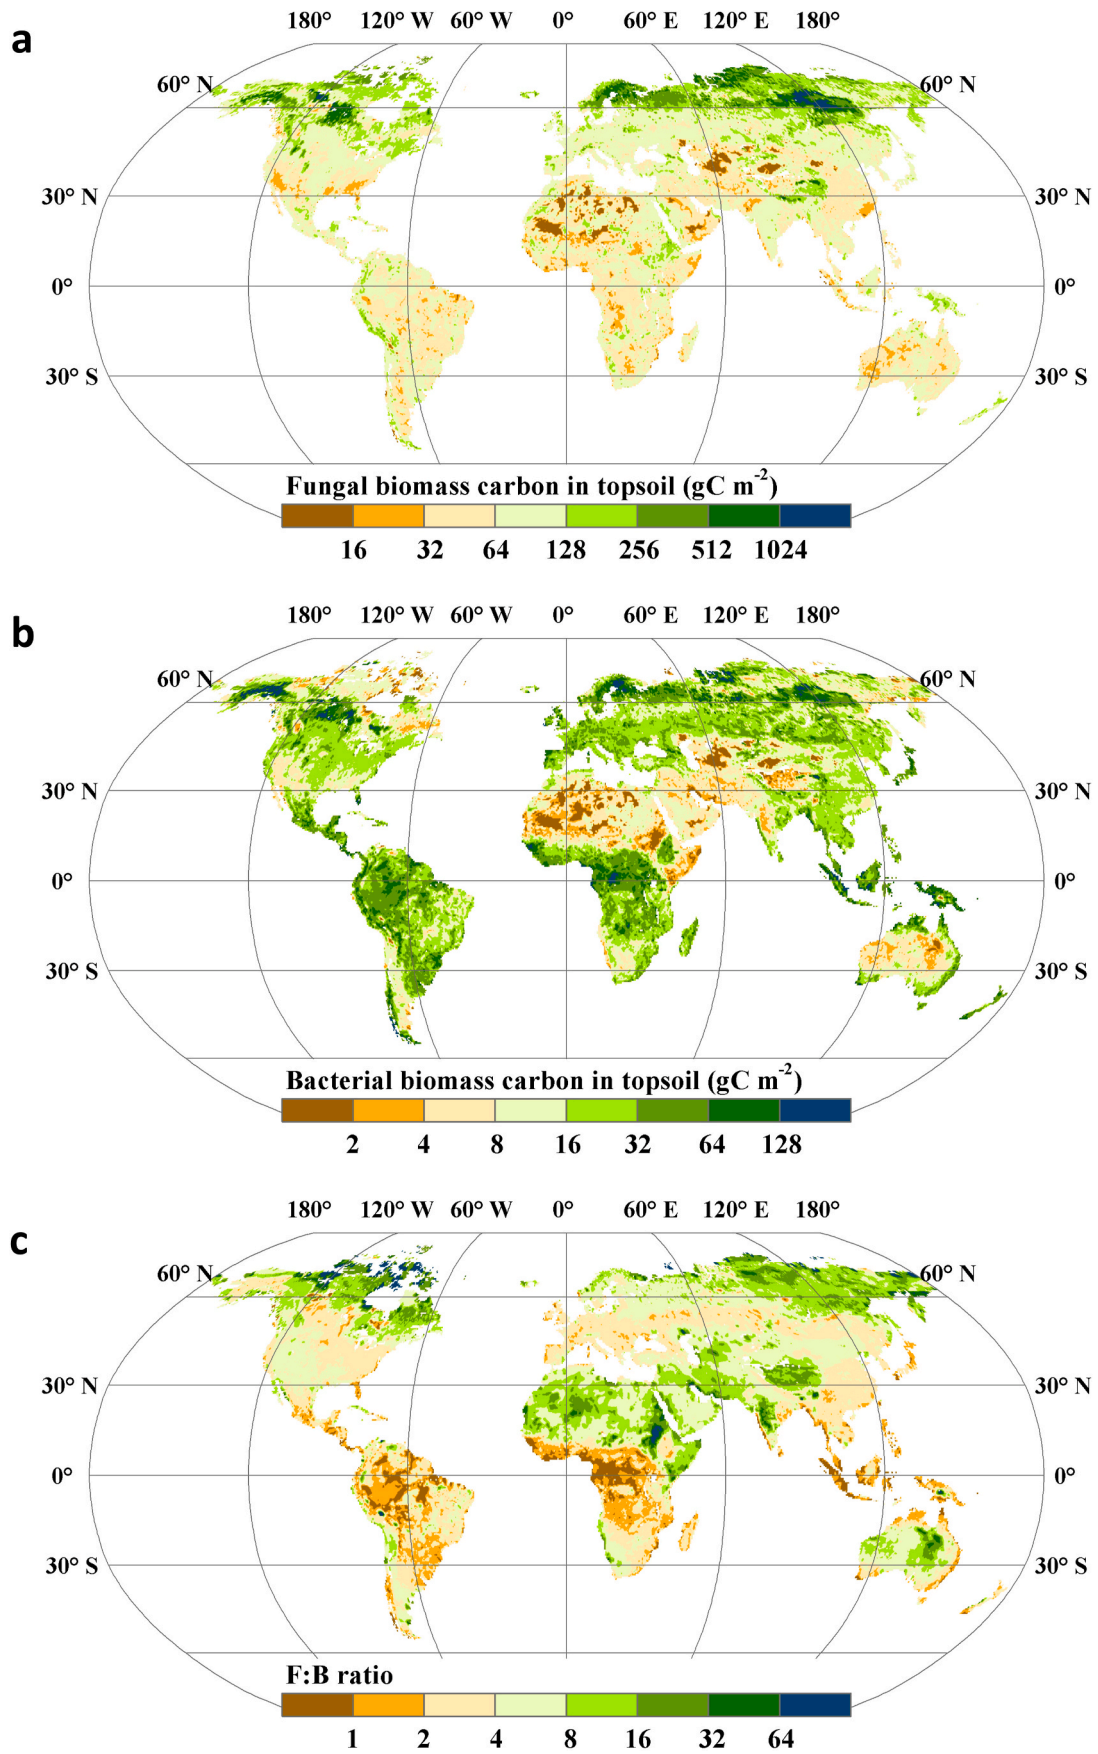 a
180° 120° W 60° W 0° 60° E 120° E 180°
60° N 60° N
30° N 30° N
0° 0°
30° S 30° S
Fungal biomass carbon in topsoil (gC m⁻²)
16 32 64 128 256 512 1024
b
180° 120° W 60° W 0° 60° E 120° E 180°
60° N 60° N
30° N 30° N
0° 0°
30° S 30° S
Bacterial biomass carbon in topsoil (gC m⁻²)
2 4 8 16 32 64 128
c
180° 120° W 60° W 0° 60° E 120° E 180°
60° N 60° N
30° N 30° N
0° 0°
30° S 30° S
F:B ratio
1 2 4 8 16 32 64